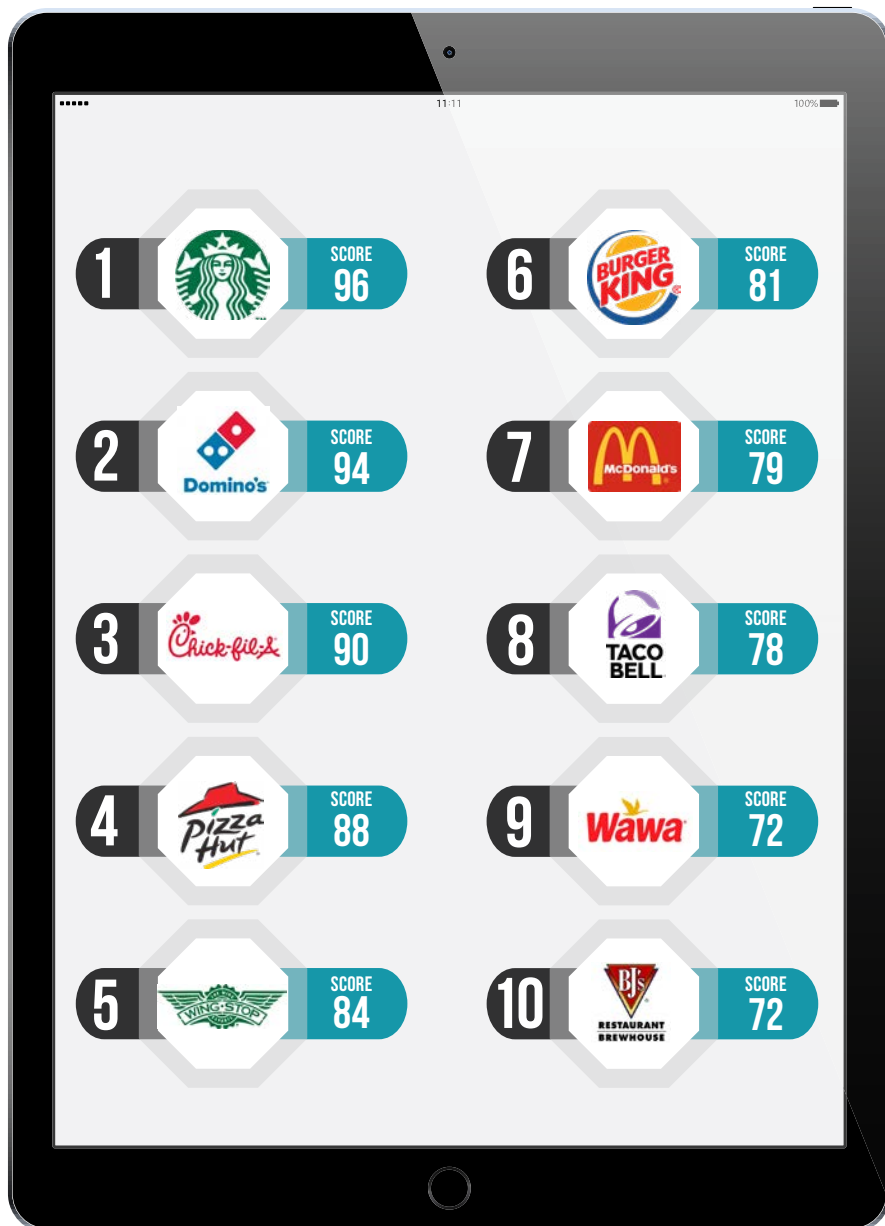 11:11
100%
1
SCORE
96
2
Domino's
SCORE
94
3
Chick-fil-A
SCORE
90
4
Pizza
Hut
SCORE
88
5
WING·STOP
SCORE
84
6
BURGER
KING
SCORE
81
7
McDonald's
SCORE
79
8
TACO
BELL
SCORE
78
9
Wawa
SCORE
72
10
BJ's
RESTAURANT
BREWHOUSE
SCORE
72